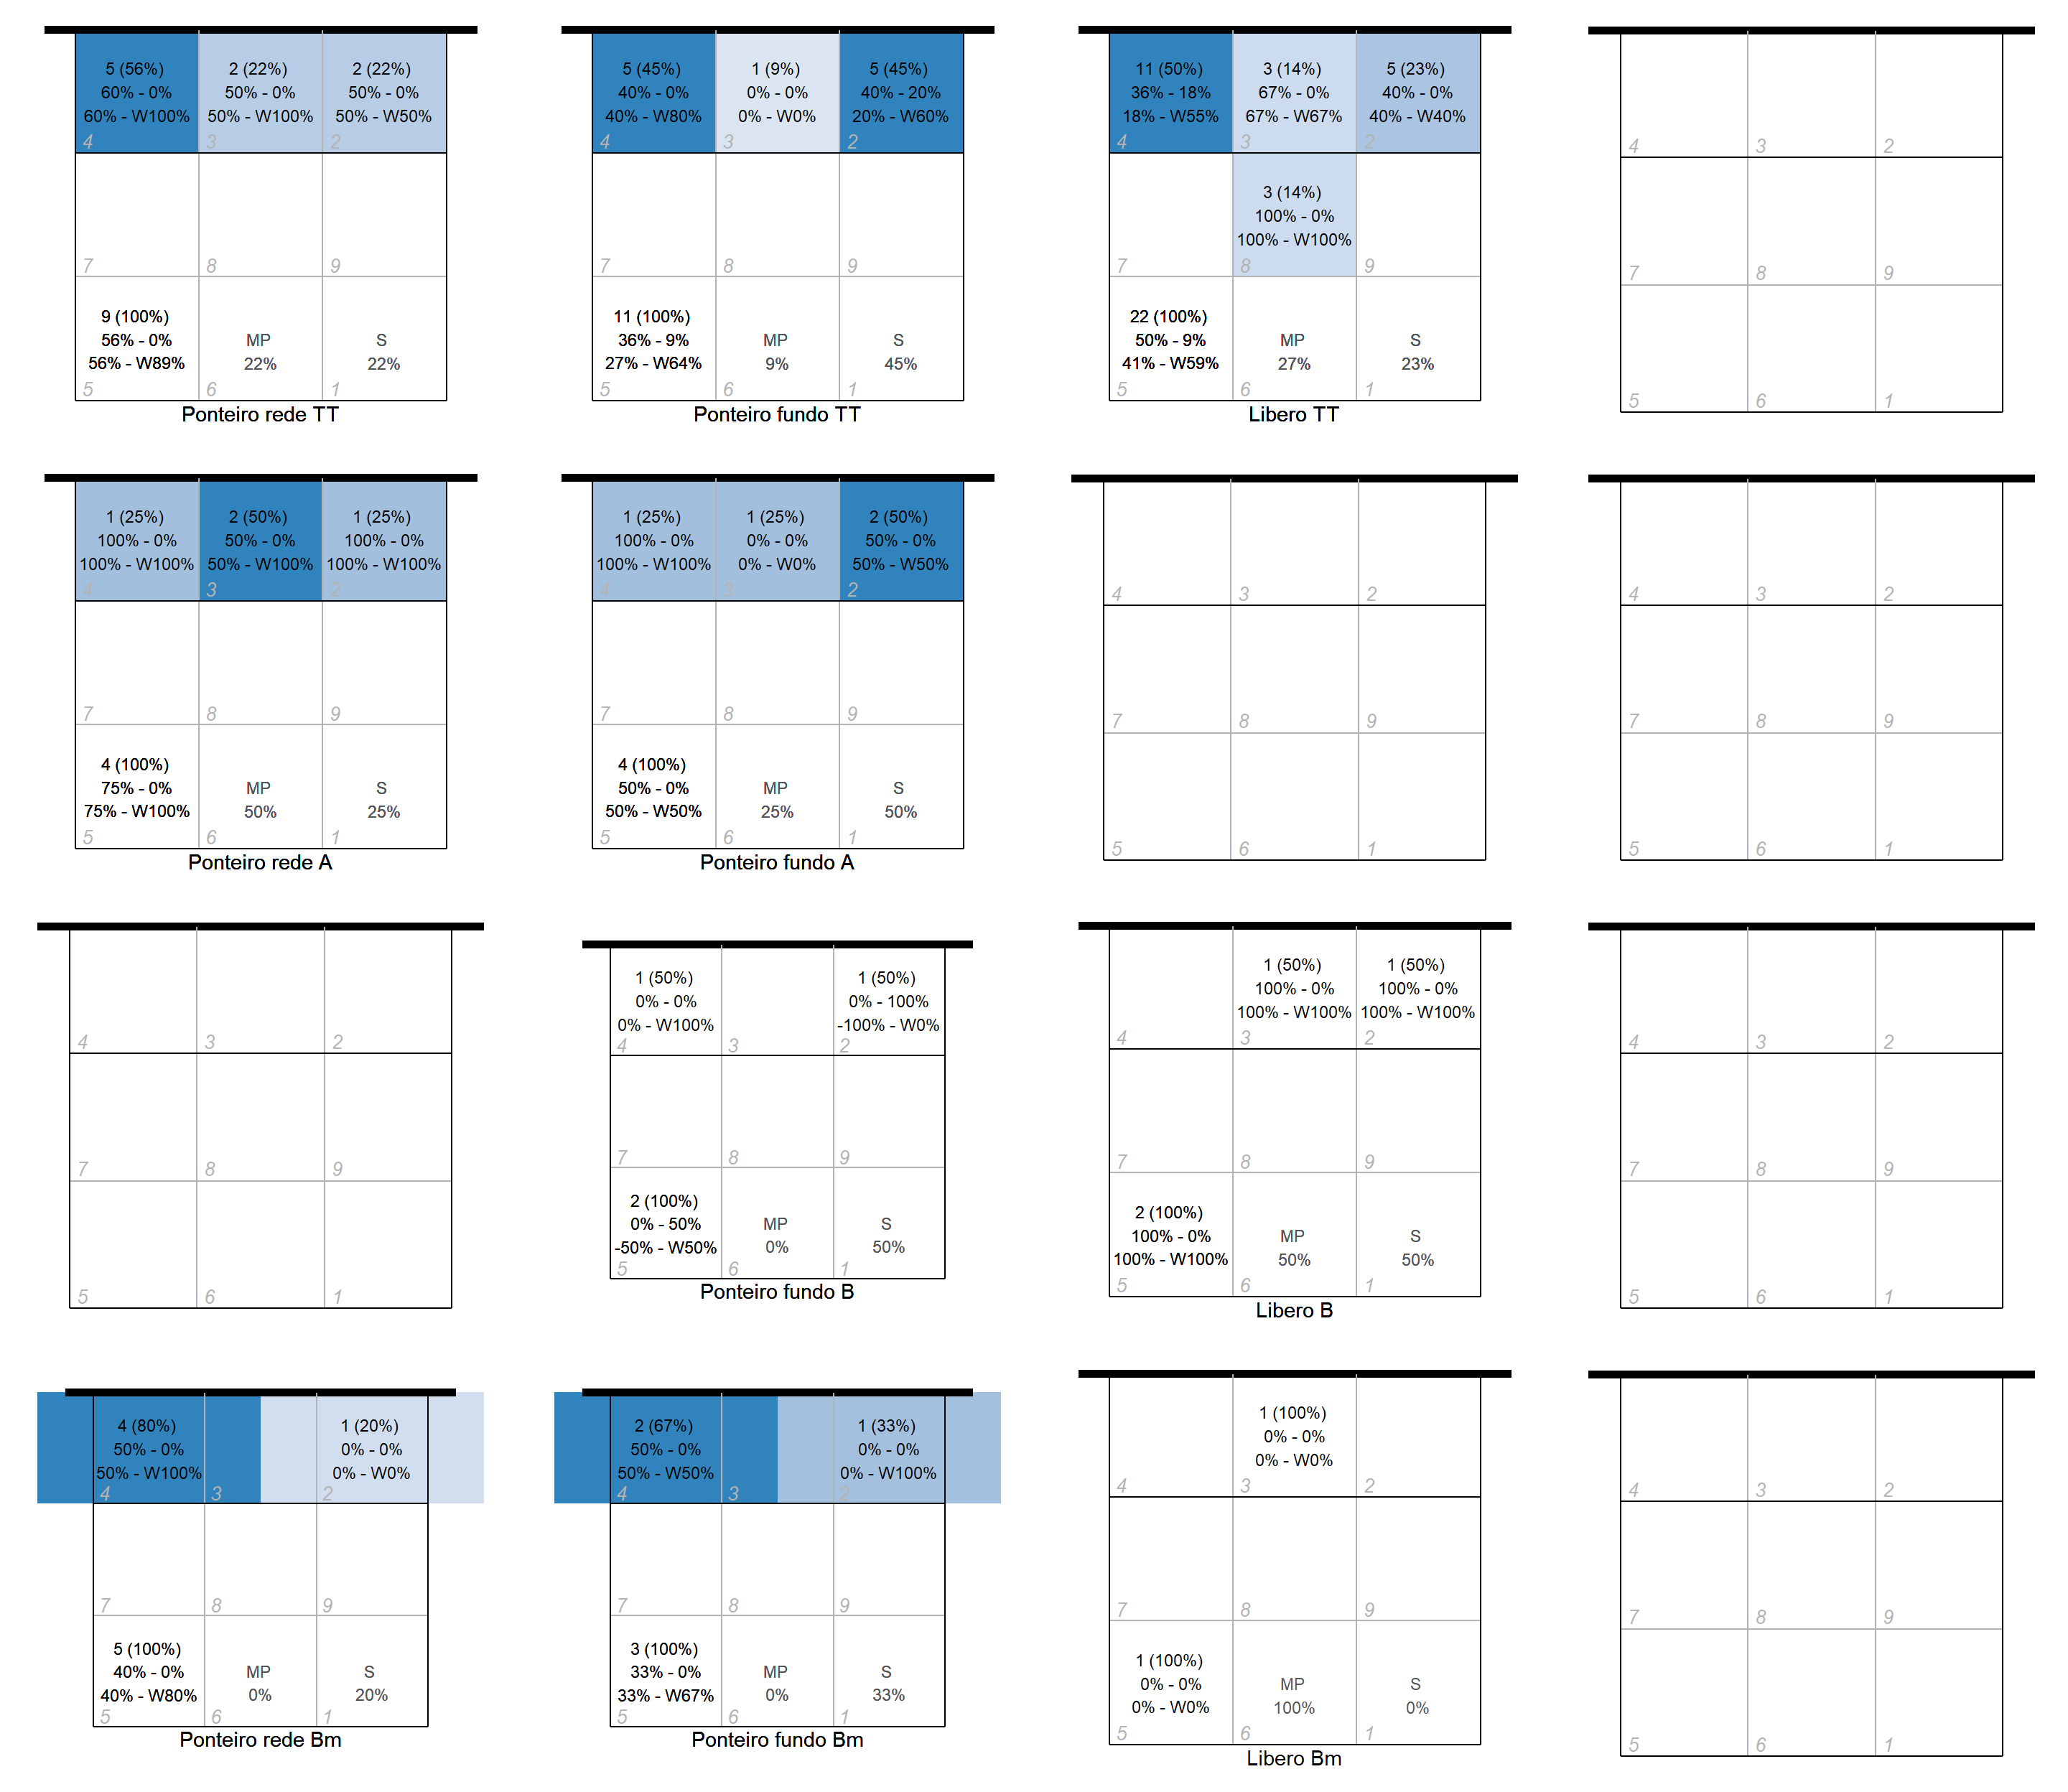 5 (56%) 2 (22%) 2 (22%)
60% - 0% 50% - 0% 50% - 0%
60% - W100% 50% - W100% 50% - W50%
4 3 2
7 8 9
9 (100%)
56% - 0% MP S
56% - W89% 22% 22%
5 6 1
Ponteiro rede TT
5 (45%) 1 (9%) 5 (45%)
40% - 0% 0% - 0% 40% - 20%
40% - W80% 0% - W0% 20% - W60%
4 3 2
7 8 9
11 (100%)
36% - 9% MP S
27% - W64% 9% 45%
5 6 1
Ponteiro fundo TT
11 (50%) 3 (14%) 5 (23%)
36% - 18% 67% - 0% 40% - 0%
18% - W55% 67% - W67% 40% - W40%
4 3 2
3 (14%)
100% - 0%
100% - W100%
7 8 9
22 (100%)
50% - 9% MP S
41% - W59% 27% 23%
5 6 1
Libero TT
4 3 2
7 8 9
5 6 1
1 (25%) 2 (50%) 1 (25%)
100% - 0% 50% - 0% 100% - 0%
100% - W100% 50% - W100% 100% - W100%
4 3 2
7 8 9
4 (100%)
75% - 0% MP S
75% - W100% 50% 25%
5 6 1
Ponteiro rede A
1 (25%) 1 (25%) 2 (50%)
100% - 0% 0% - 0% 50% - 0%
100% - W100% 0% - W0% 50% - W50%
4 3 2
7 8 9
4 (100%)
50% - 0% MP S
50% - W50% 25% 50%
5 6 1
Ponteiro fundo A
4 3 2
7 8 9
5 6 1
4 3 2
7 8 9
5 6 1
4 3 2
7 8 9
5 6 1
1 (50%) 1 (50%)
0% - 0% 0% - 100%
0% - W100% -100% - W0%
4 3 2
7 8 9
2 (100%)
0% - 50% MP S
-50% - W50% 0% 50%
5 6 1
Ponteiro fundo B
1 (50%) 1 (50%)
100% - 0% 100% - 0%
100% - W100% 100% - W100%
4 3 2
7 8 9
2 (100%)
100% - 0% MP S
100% - W100% 50% 50%
5 6 1
Libero B
4 3 2
7 8 9
5 6 1
4 (80%) 1 (20%)
50% - 0% 0% - 0%
50% - W100% 0% - W0%
4 3 2
7 8 9
5 (100%)
40% - 0% MP S
40% - W80% 0% 20%
5 6 1
Ponteiro rede Bm
2 (67%) 1 (33%)
50% - 0% 0% - 0%
50% - W50% 0% - W100%
4 3 2
7 8 9
3 (100%)
33% - 0% MP S
33% - W67% 0% 33%
5 6 1
Ponteiro fundo Bm
1 (100%)
0% - 0%
0% - W0%
4 3 2
7 8 9
1 (100%)
0% - 0% MP S
0% - W0% 100% 0%
5 6 1
Libero Bm
4 3 2
7 8 9
5 6 1